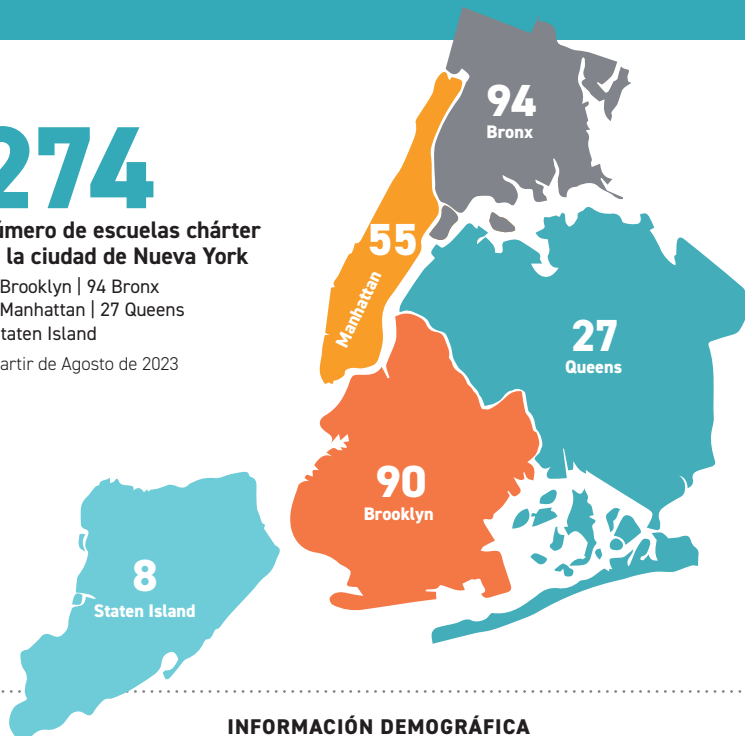 274
úmero de escuelas chárter
la ciudad de Nueva York
Brooklyn | 94 Bronx
Manhattan | 27 Queens
taten Island
artir de Agosto de 2023
94
Bronx
55
Manhattan
27
Queens
90
Brooklyn
8
Staten Island
INFORMACIÓN DEMOGRÁFICA